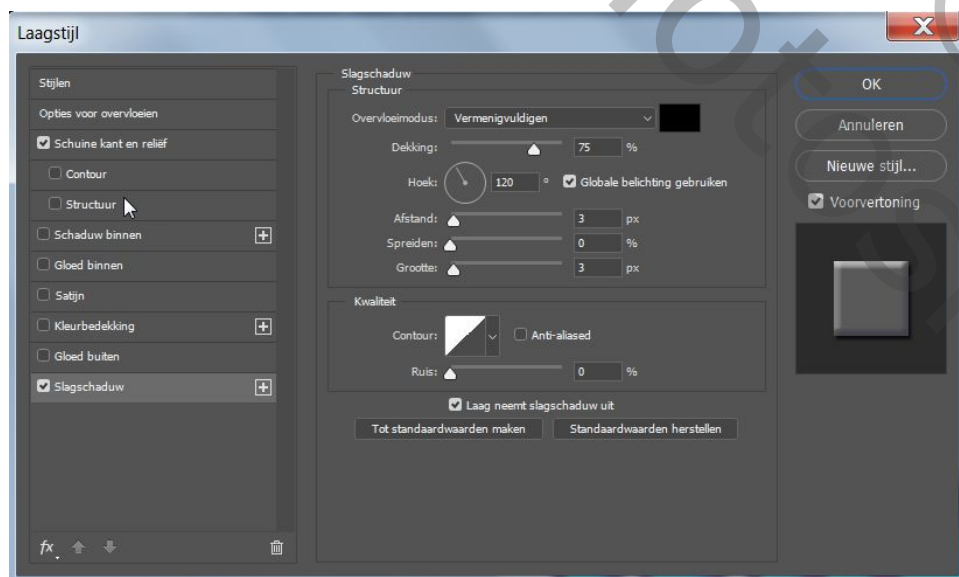 Laagstijl
Stijlen
Opties voor overvloeien
Schuine kant en reliëf
Contour
Structuur
Schaduw binnen
Gloed binnen
Satijn
Kleurbedekking
Gloed buiten
Slagschaduw
fx
Slagschaduw
Structuur
Overvloeimodus: Vermenigvuldigen
Dekking: 75 %
Hoek: 120 ° Globale belichting gebruiken
Afstand: 3 px
Spreiden: 0 %
Grootte: 3 px
Kwaliteit
Contour: Anti-aliased
Ruis: 0 %
Laag neemt slagschaduw uit
Tot standaardwaarden maken Standaardwaarden herstellen
OK
Annuleren
Nieuwe stijl...
Voorvertoning